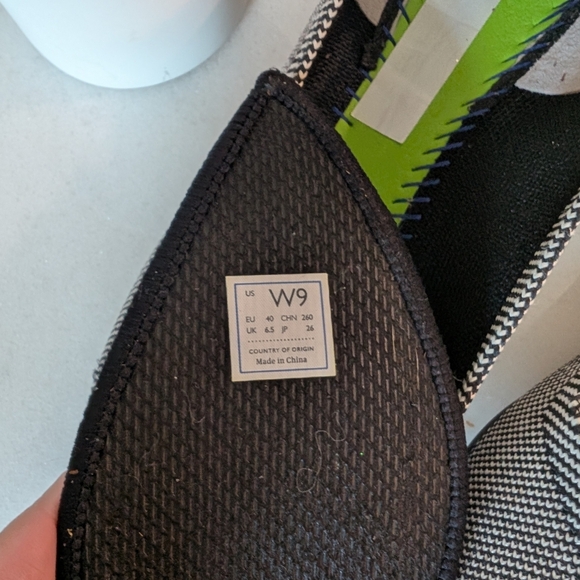 US W9
EU 40 CHN 260
UK 6.5 JP 26
COUNTRY OF ORIGIN
Made in China